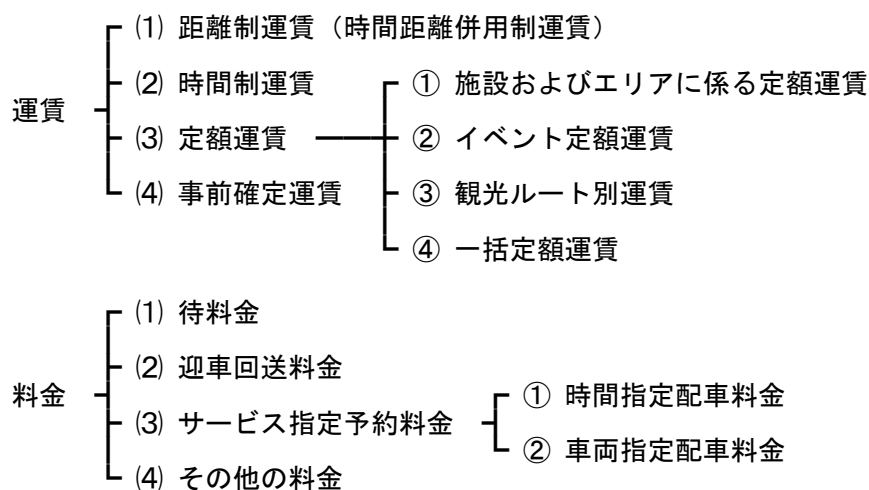 ⑴ 距離制運賃(時間距離併用制運賃)
⑵ 時間制運賃
① 施設およびエリアに係る定額運賃
運賃
⑶ 定額運賃
② イベント定額運賃
⑷ 事前確定運賃
③ 観光ルート別運賃
④ 一括定額運賃
⑴ 待料金
⑵ 迎車回送料金
料金
① 時間指定配車料金
⑶ サービス指定予約料金
② 車両指定配車料金
⑷ その他の料金